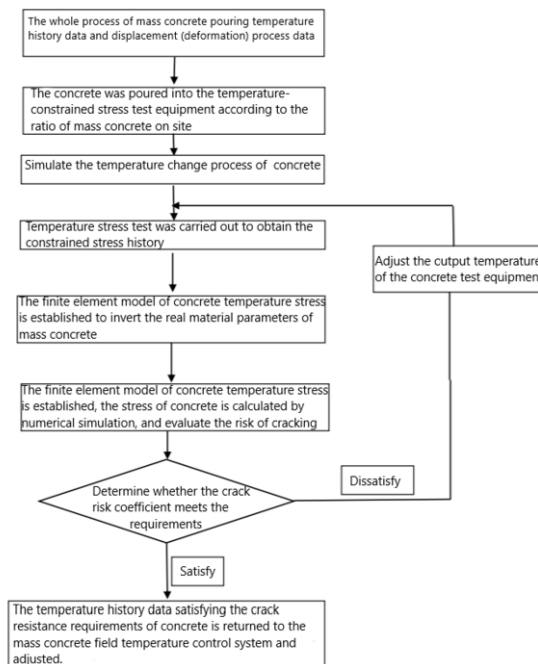 The whole process of mass concrete pouring temperature
history data and displacement (deformation) process data
The concrete was poured into the temperature-
constrained stress test equipment according to the
ratio of mass concrete on site
Simulate the temperature change process of concrete
Temperature stress test was carried out to obtain the
constrained stress history
Adjust the cutput temperature
of the concrete test equipmen
The finite element model of concrete temperature stress
is established to invert the real material parameters of
mass concrete
The finite element model of concrete temperature stress
is established, the stress of concrete is calculated by
numerical simulation, and evaluate the risk of cracking
Determine whether the crack
risk coefficient meets the
requirements
Dissatisfy
Satisfy
The temperature history data satisfying the crack
resistance requirements of concrete is returned to the
mass concrete field temperature control system and
adjusted.